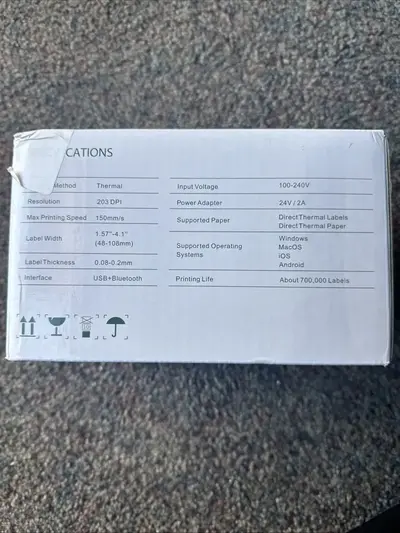 CATIONS
Method Thermal
Resolution 203 DPI
Max Printing Speed 150mm/s
Label Width 1.57"-4.1"
(48-108mm)
Label Thickness 0.08-0.2mm
Interface USB+Bluetooth
Input Voltage 100-240V
Power Adapter 24V / 2A
Supported Paper Direct Thermal Labels
Direct Thermal Paper
Supported Operating Systems Windows
MacOS
iOS
Android
Printing Life About 700,000 Labels